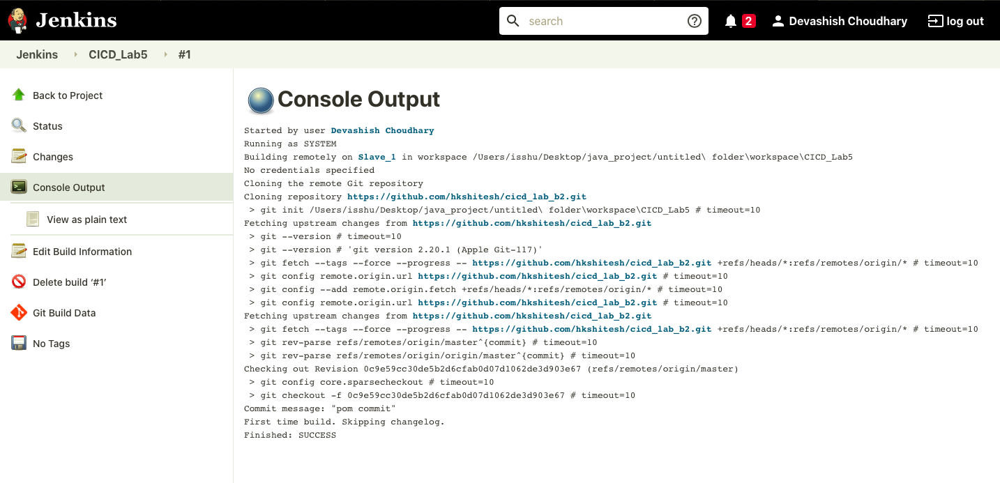 Jenkins
search
2
Devashish Choudhary
log out
Jenkins
CICD_Lab5
#1
Back to Project
Status
Changes
Console Output
View as plain text
Edit Build Information
Delete build ‘#1’
Git Build Data
No Tags
Console Output
Started by user Devashish Choudhary
Running as SYSTEM
Building remotely on Slave_1 in workspace /Users/isshu/Desktop/java_project/untitled\ folder\workspace\CICD_Lab5
No credentials specified
Cloning the remote Git repository
Cloning repository https://github.com/hkshitesh/cicd_lab_b2.git
> git init /Users/isshu/Desktop/java_project/untitled\ folder\workspace\CICD_Lab5 # timeout=10
Fetching upstream changes from https://github.com/hkshitesh/cicd_lab_b2.git
> git --version # timeout=10
> git --version # 'git version 2.20.1 (Apple Git-117)'
> git fetch --tags --force --progress -- https://github.com/hkshitesh/cicd_lab_b2.git +refs/heads/*:refs/remotes/origin/* # timeout=10
> git config remote.origin.url https://github.com/hkshitesh/cicd_lab_b2.git # timeout=10
> git config --add remote.origin.fetch +refs/heads/*:refs/remotes/origin/* # timeout=10
> git config remote.origin.url https://github.com/hkshitesh/cicd_lab_b2.git # timeout=10
Fetching upstream changes from https://github.com/hkshitesh/cicd_lab_b2.git
> git fetch --tags --force --progress -- https://github.com/hkshitesh/cicd_lab_b2.git +refs/heads/*:refs/remotes/origin/* # timeout=10
> git rev-parse refs/remotes/origin/master^{commit} # timeout=10
> git rev-parse refs/remotes/origin/origin/master^{commit} # timeout=10
Checking out Revision 0c9e59cc30de5b2d6cfab0d07d1062de3d903e67 (refs/remotes/origin/master)
> git config core.sparsecheckout # timeout=10
> git checkout -f 0c9e59cc30de5b2d6cfab0d07d1062de3d903e67 # timeout=10
Commit message: "pom commit"
First time build. Skipping changelog.
Finished: SUCCESS